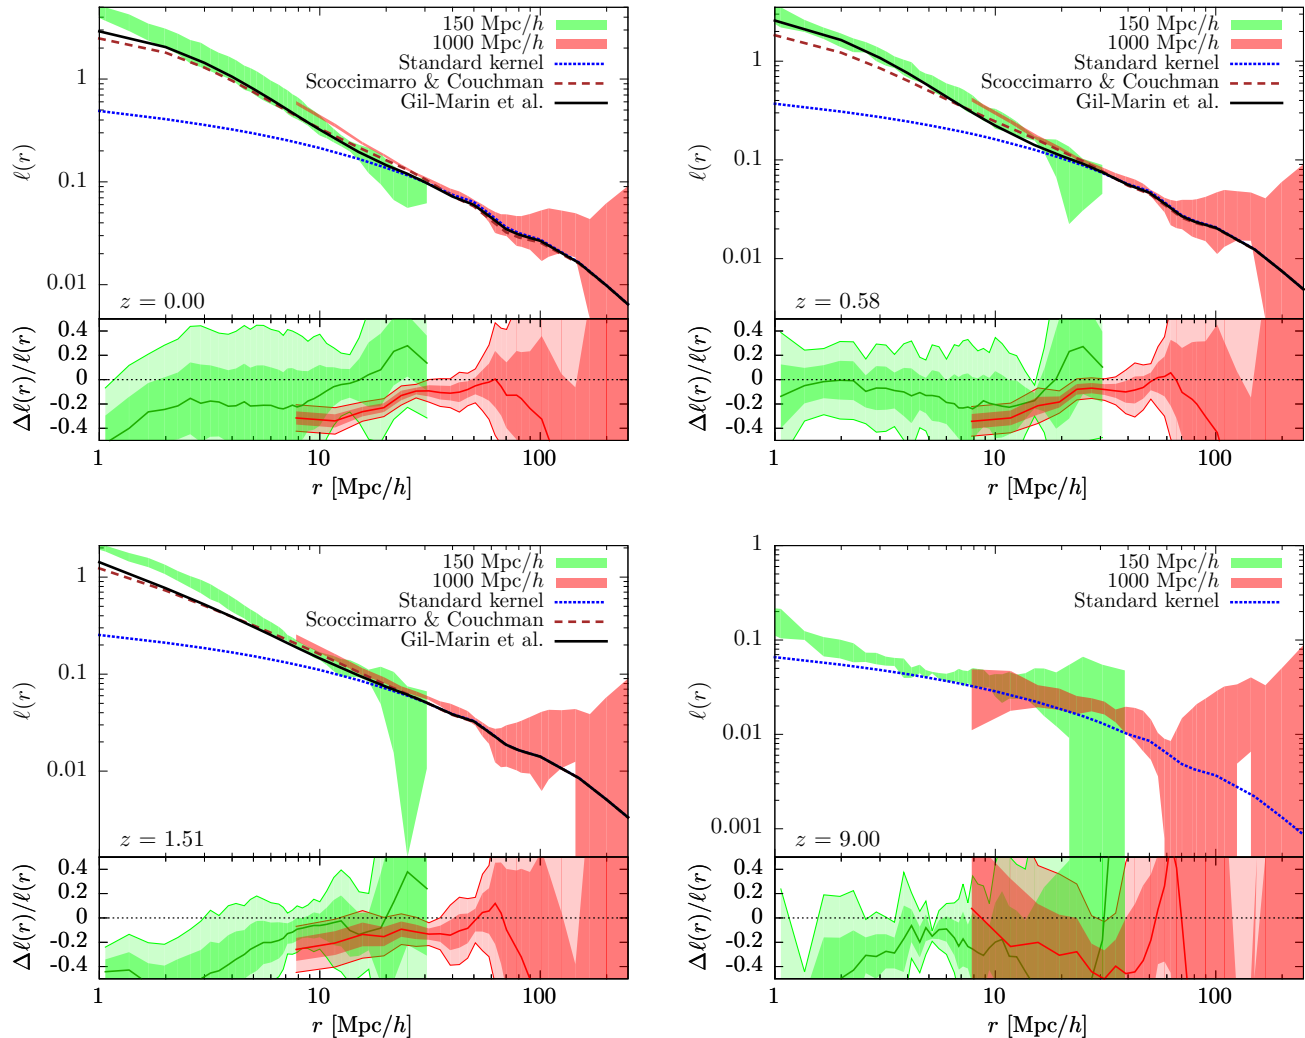 150 Mpc/h
1000 Mpc/h
Standard kernel
Scoccimarro & Couchman
Gil-Marin et al.
1
0.1
0.01
ℓ(r)
z = 0.00
0.4
0.2
0
-0.2
-0.4
Δℓ(r)/ℓ(r)
1 10 100
r [Mpc/h]
150 Mpc/h
1000 Mpc/h
Standard kernel
Scoccimarro & Couchman
Gil-Marin et al.
1
0.1
0.01
ℓ(r)
z = 0.58
0.4
0.2
0
-0.2
-0.4
Δℓ(r)/ℓ(r)
1 10 100
r [Mpc/h]
150 Mpc/h
1000 Mpc/h
Standard kernel
Scoccimarro & Couchman
Gil-Marin et al.
1
0.1
0.01
ℓ(r)
z = 1.51
0.4
0.2
0
-0.2
-0.4
Δℓ(r)/ℓ(r)
1 10 100
r [Mpc/h]
150 Mpc/h
1000 Mpc/h
Standard kernel
1
0.1
0.01
0.001
ℓ(r)
z = 9.00
0.4
0.2
0
-0.2
-0.4
Δℓ(r)/ℓ(r)
1 10 100
r [Mpc/h]